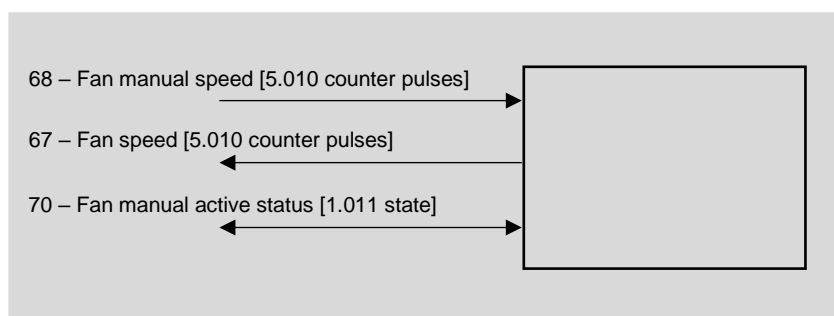 68 – Fan manual speed [5.010 counter pulses]
67 – Fan speed [5.010 counter pulses]
70 – Fan manual active status [1.011 state]